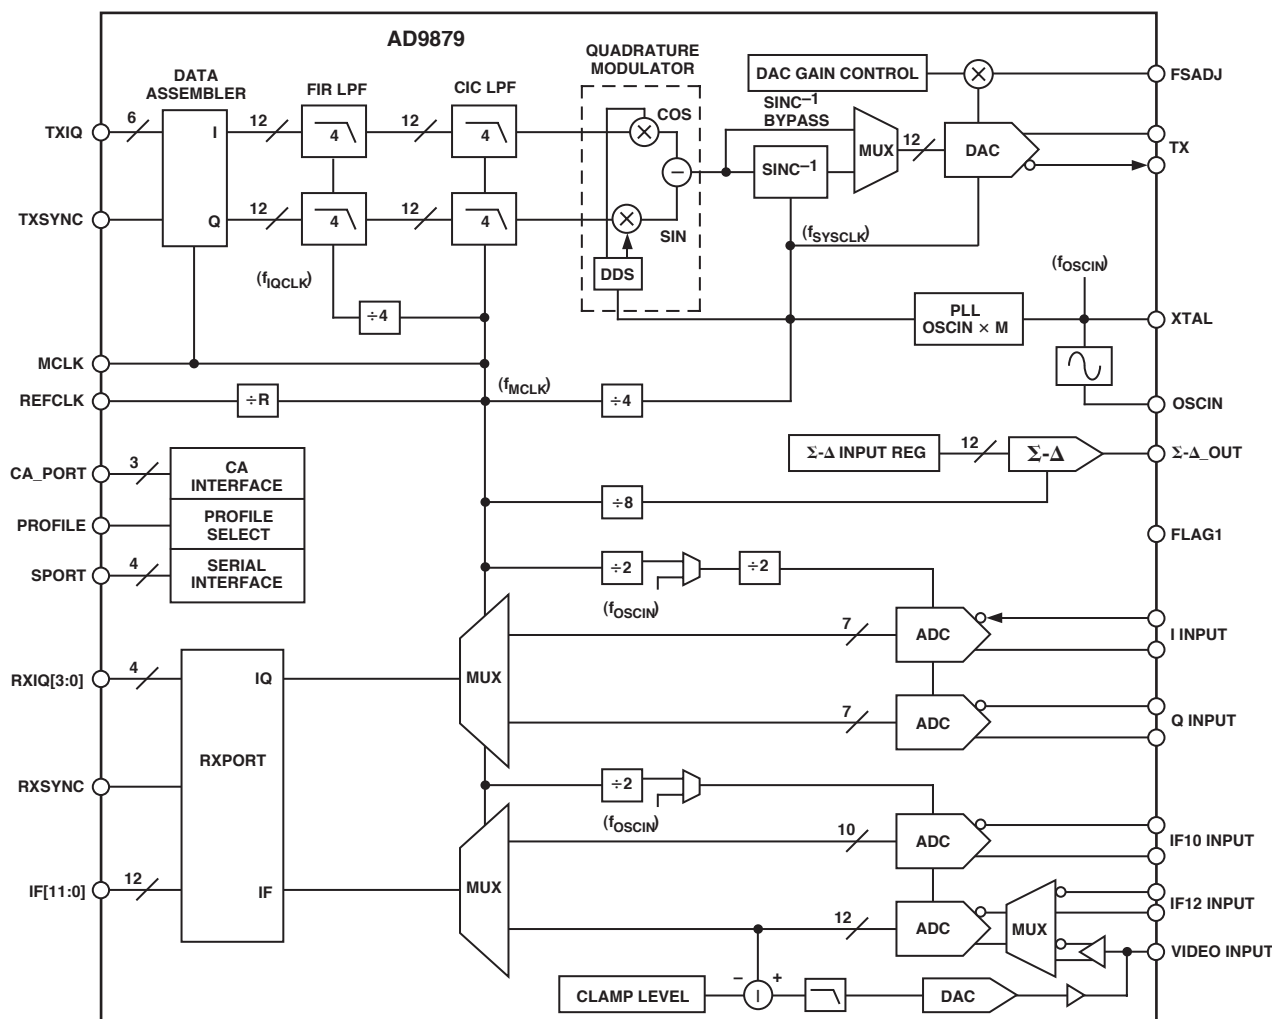 AD9879
DATA
ASSEMBLER
FIR LPF
CIC LPF
QUADRATURE
MODULATOR
DAC GAIN CONTROL
FSADJ
TXIQ
6
I
12
4
12
4
COS
SINC–1
BYPASS
MUX
12
DAC
TX
SINC–1
TXSYNC
Q
12
4
12
4
SIN
(fSYSCLK)
DDS
(fIQCLK)
÷4
(fOSCIN)
PLL
OSCIN × M
XTAL
MCLK
REFCLK
÷R
(fMCLK)
÷4
OSCIN
CA_PORT
3
CA
INTERFACE
Σ-Δ INPUT REG
12
Σ-Δ
Σ-Δ_OUT
÷8
PROFILE
PROFILE
SELECT
FLAG1
SPORT
4
SERIAL
INTERFACE
÷2
÷2
(fOSCIN)
7
ADC
I INPUT
RXIQ[3:0]
4
IQ
MUX
7
ADC
Q INPUT
RXPORT
RXSYNC
÷2
(fOSCIN)
10
ADC
IF10 INPUT
IF[11:0]
12
IF
MUX
IF12 INPUT
12
ADC
MUX
VIDEO INPUT
CLAMP LEVEL
–
+
DAC